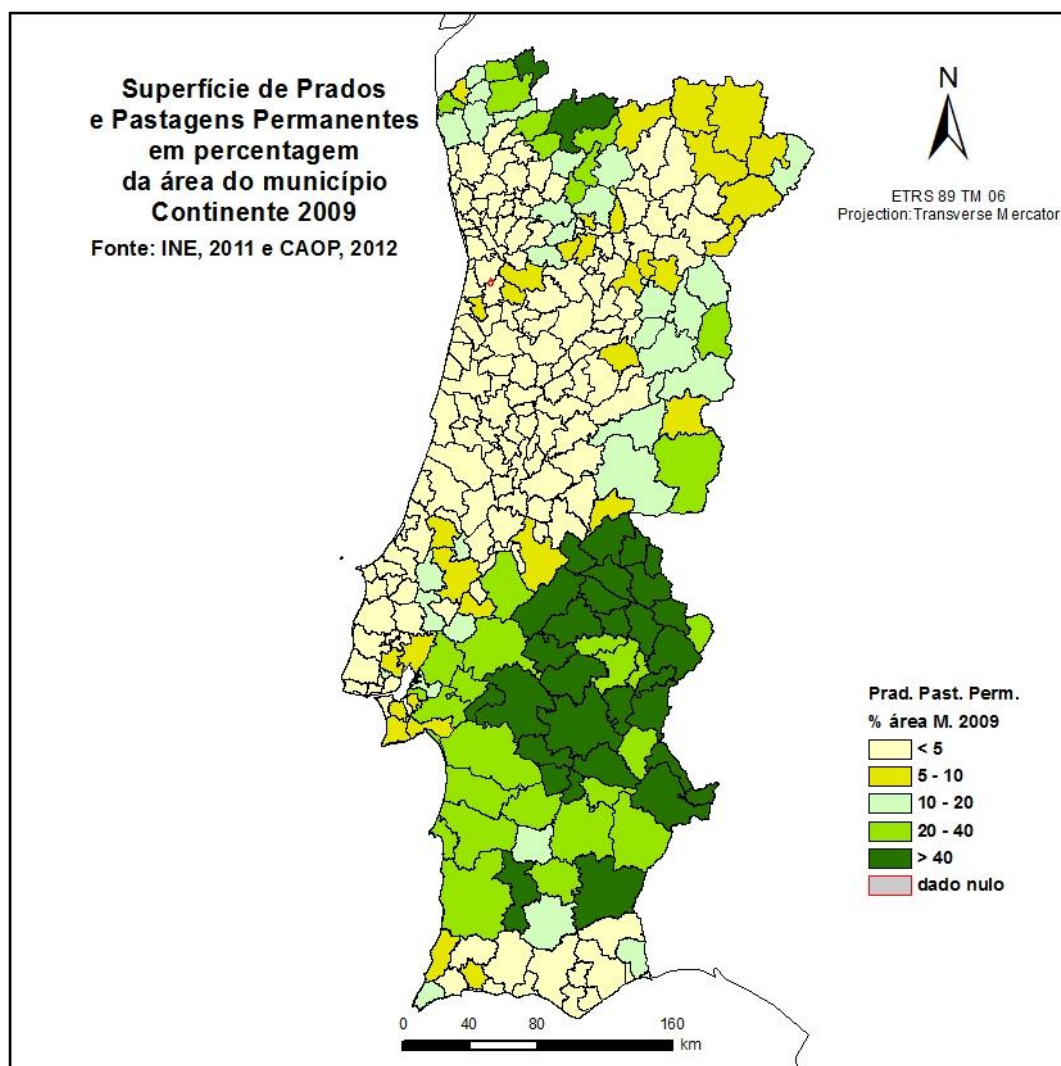 Superfície de Prados
e Pastagens Permanentes
em percentagem
da área do município
Continente 2009
Fonte: INE, 2011 e CAOP, 2012
N
ETRS 89 TM 06
Projection:Transverse Mercator
Prad. Past. Perm.
% área M. 2009
< 5
5 - 10
10 - 20
20 - 40
> 40
dado nulo
0 40 80 160
km